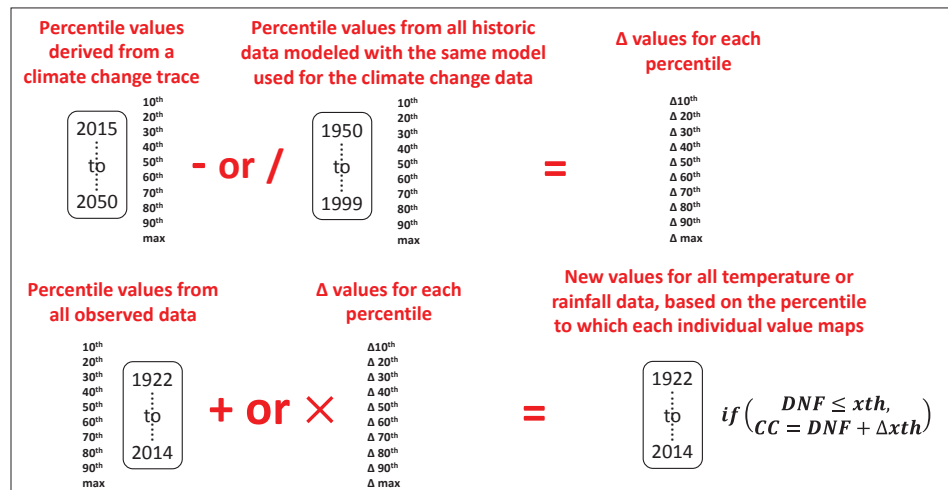 Percentile values
derived from a
climate change trace
2015
to
2050
10th
20th
30th
40th
50th
60th
70th
80th
90th
max
- or /
Percentile values from all historic
data modeled with the same model
used for the climate change data
1950
to
1999
10th
20th
30th
40th
50th
60th
70th
80th
90th
max
=
Δ values for each
percentile
Δ10th
Δ 20th
Δ 30th
Δ 40th
Δ 50th
Δ 60th
Δ 70th
Δ 80th
Δ 90th
Δ max
Percentile values from
all observed data
10th
20th
30th
40th
50th
60th
70th
80th
90th
max
1922
to
2014
+ or ×
Δ values for each
percentile
Δ10th
Δ 20th
Δ 30th
Δ 40th
Δ 50th
Δ 60th
Δ 70th
Δ 80th
Δ 90th
Δ max
=
New values for all temperature or
rainfall data, based on the percentile
to which each individual value maps
1922
to
2014
if (DNF ≤ xth,
CC = DNF + Δxth)